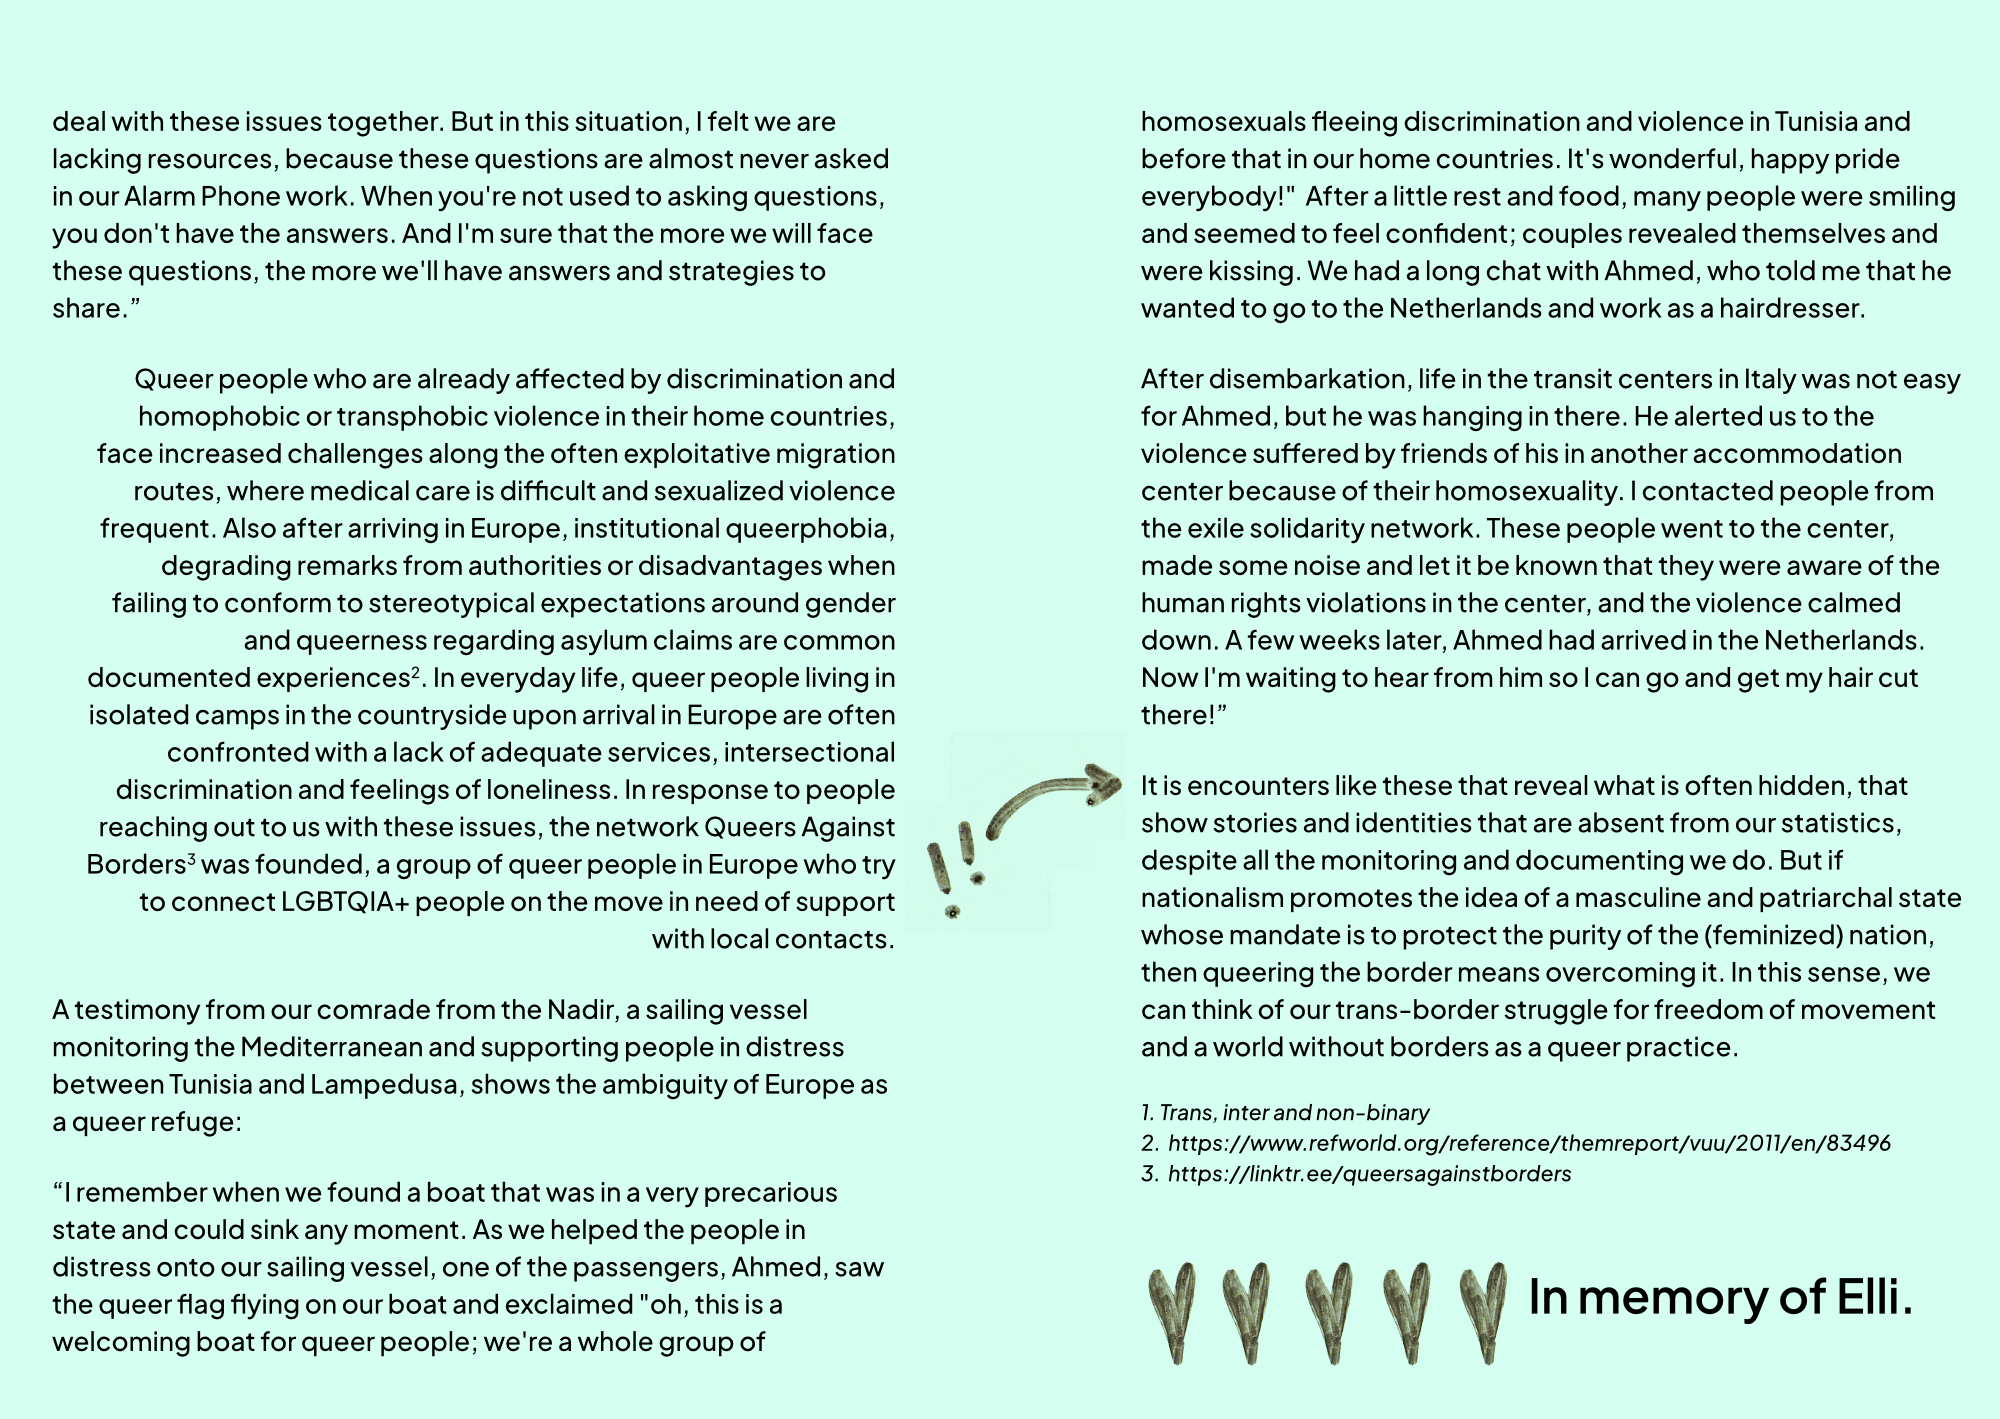 deal with these issues together. But in this situation, I felt we are
lacking resources, because these questions are almost never asked
in our Alarm Phone work. When you're not used to asking questions,
you don't have the answers. And I'm sure that the more we will face
these questions, the more we'll have answers and strategies to
share.”
Queer people who are already affected by discrimination and
homophobic or transphobic violence in their home countries,
face increased challenges along the often exploitative migration
routes, where medical care is difficult and sexualized violence
frequent. Also after arriving in Europe, institutional queerphobia,
degrading remarks from authorities or disadvantages when
failing to conform to stereotypical expectations around gender
and queerness regarding asylum claims are common
documented experiences². In everyday life, queer people living in
isolated camps in the countryside upon arrival in Europe are often
confronted with a lack of adequate services, intersectional
discrimination and feelings of loneliness. In response to people
reaching out to us with these issues, the network Queers Against
Borders³ was founded, a group of queer people in Europe who try
to connect LGBTQIA+ people on the move in need of support
with local contacts.
A testimony from our comrade from the Nadir, a sailing vessel
monitoring the Mediterranean and supporting people in distress
between Tunisia and Lampedusa, shows the ambiguity of Europe as
a queer refuge:
“I remember when we found a boat that was in a very precarious
state and could sink any moment. As we helped the people in
distress onto our sailing vessel, one of the passengers, Ahmed, saw
the queer flag flying on our boat and exclaimed "oh, this is a
welcoming boat for queer people; we're a whole group of
homosexuals fleeing discrimination and violence in Tunisia and
before that in our home countries. It's wonderful, happy pride
everybody!" After a little rest and food, many people were smiling
and seemed to feel confident; couples revealed themselves and
were kissing. We had a long chat with Ahmed, who told me that he
wanted to go to the Netherlands and work as a hairdresser.
After disembarkation, life in the transit centers in Italy was not easy
for Ahmed, but he was hanging in there. He alerted us to the
violence suffered by friends of his in another accommodation
center because of their homosexuality. I contacted people from
the exile solidarity network. These people went to the center,
made some noise and let it be known that they were aware of the
human rights violations in the center, and the violence calmed
down. A few weeks later, Ahmed had arrived in the Netherlands.
Now I'm waiting to hear from him so I can go and get my hair cut
there!”
It is encounters like these that reveal what is often hidden, that
show stories and identities that are absent from our statistics,
despite all the monitoring and documenting we do. But if
nationalism promotes the idea of a masculine and patriarchal state
whose mandate is to protect the purity of the (feminized) nation,
then queering the border means overcoming it. In this sense, we
can think of our trans-border struggle for freedom of movement
and a world without borders as a queer practice.
1. Trans, inter and non-binary
2. https://www.refworld.org/reference/themreport/vuu/2011/en/83496
3. https://linktr.ee/queersagainstborders
In memory of Elli.